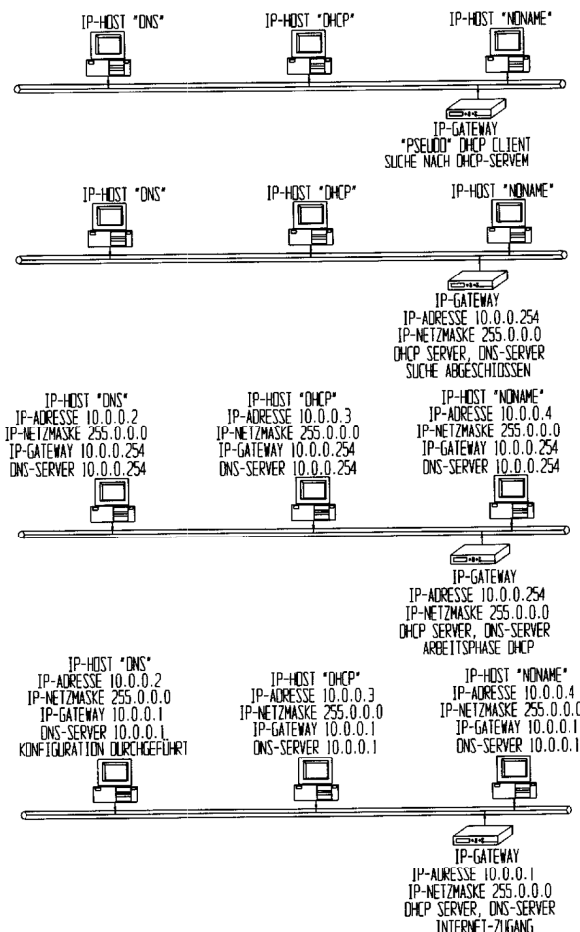 IP-HOST "DNS"
IP-HOST "DHCP"
IP-HOST "NONAME"
IP-GATEWAY
"PSEUDO" DHCP CLIENT
SUCHE NACH DHCP-SERVERN
IP-HOST "DNS"
IP-HOST "DHCP"
IP-HOST "NONAME"
IP-GATEWAY
IP-ADRESSE 10.0.0.254
IP-NETZMASKE 255.0.0.0
DHCP SERVER, DNS-SERVER
SUCHE ABGESCHLOSSEN
IP-HOST "DNS"
IP-ADRESSE 10.0.0.2
IP-NETZMASKE 255.0.0.0
IP-GATEWAY 10.0.0.254
DNS-SERVER 10.0.0.254
IP-HOST "DHCP"
IP-ADRESSE 10.0.0.3
IP-NETZMASKE 255.0.0.0
IP-GATEWAY 10.0.0.254
DNS-SERVER 10.0.0.254
IP-HOST "NONAME"
IP-ADRESSE 10.0.0.4
IP-NETZMASKE 255.0.0.0
IP-GATEWAY 10.0.0.254
DNS-SERVER 10.0.0.254
IP-GATEWAY
IP-ADRESSE 10.0.0.254
IP-NETZMASKE 255.0.0.0
DHCP SERVER, DNS-SERVER
ARBEITSPHASE DHCP
IP-HOST "DNS"
IP-ADRESSE 10.0.0.2
IP-NETZMASKE 255.0.0.0
IP-GATEWAY 10.0.0.1
DNS-SERVER 10.0.0.1
KONFIGURATION DURCHGEFÜHRT
IP-HOST "DHCP"
IP-ADRESSE 10.0.0.3
IP-NETZMASKE 255.0.0.0
IP-GATEWAY 10.0.0.1
DNS-SERVER 10.0.0.1
IP-HOST "NONAME"
IP-ADRESSE 10.0.0.4
IP-NETZMASKE 255.0.0.0
IP-GATEWAY 10.0.0.1
DNS-SERVER 10.0.0.1
IP-GATEWAY
IP-ADRESSE 10.0.0.1
IP-NETZMASKE 255.0.0.0
DHCP SERVER, DNS-SERVER
INTERNET-ZUGANG